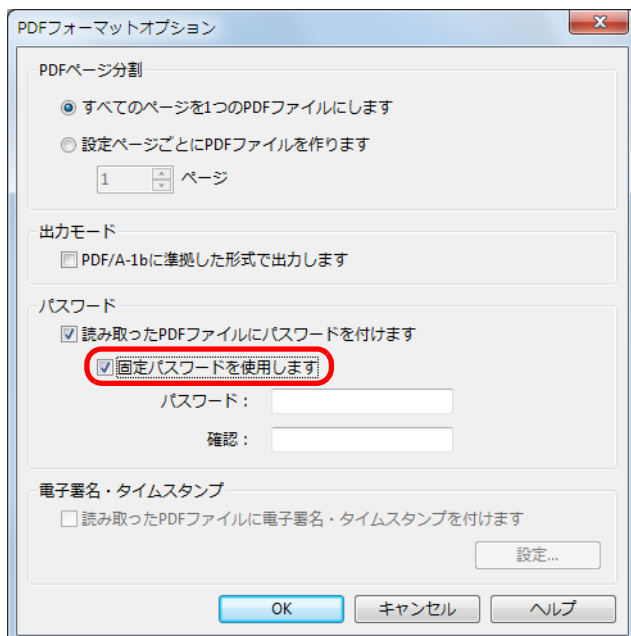 PDFフォーマットオプション
PDFページ分割
すべてのページを1つのPDFファイルにします
設定ページごとにPDFファイルを作ります
1 ページ
出力モード
PDF/A-1bに準拠した形式で出力します
パスワード
読み取ったPDFファイルにパスワードを付けます
固定パスワードを使用します
パスワード：
確認：
電子署名・タイムスタンプ
読み取ったPDFファイルに電子署名・タイムスタンプを付けます
設定...
OK キャンセル ヘルプ